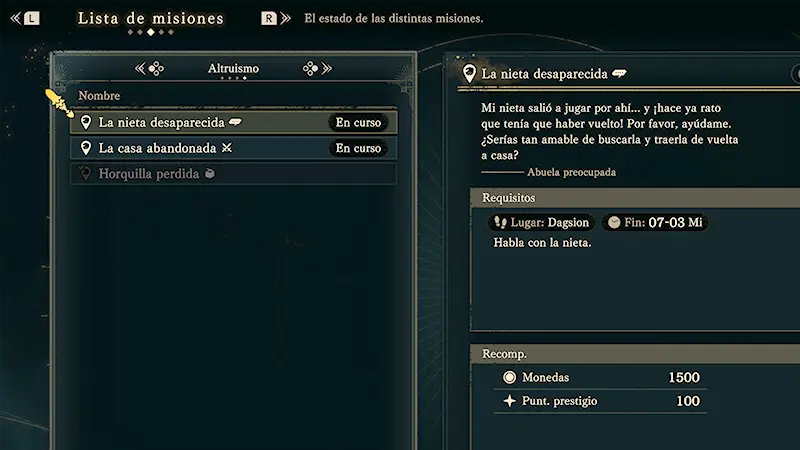 L
Lista de misiones
R
El estado de las distintas misiones.
Altruismo
Nombre
La nieta desaparecida En curso
La casa abandonada En curso
Horquilla perdida
La nieta desaparecida
Mi nieta salió a jugar por ahí... y ¡hace ya rato
que tenía que haber vuelto! Por favor, ayúdame.
¿Serías tan amable de buscarla y traerla de vuelta
a casa?
Abuela preocupada
Requisitos
Lugar: Dagsion Fin: 07-03 Mi
Habla con la nieta.
Recomp.
Monedas 1500
Punt. prestigio 100